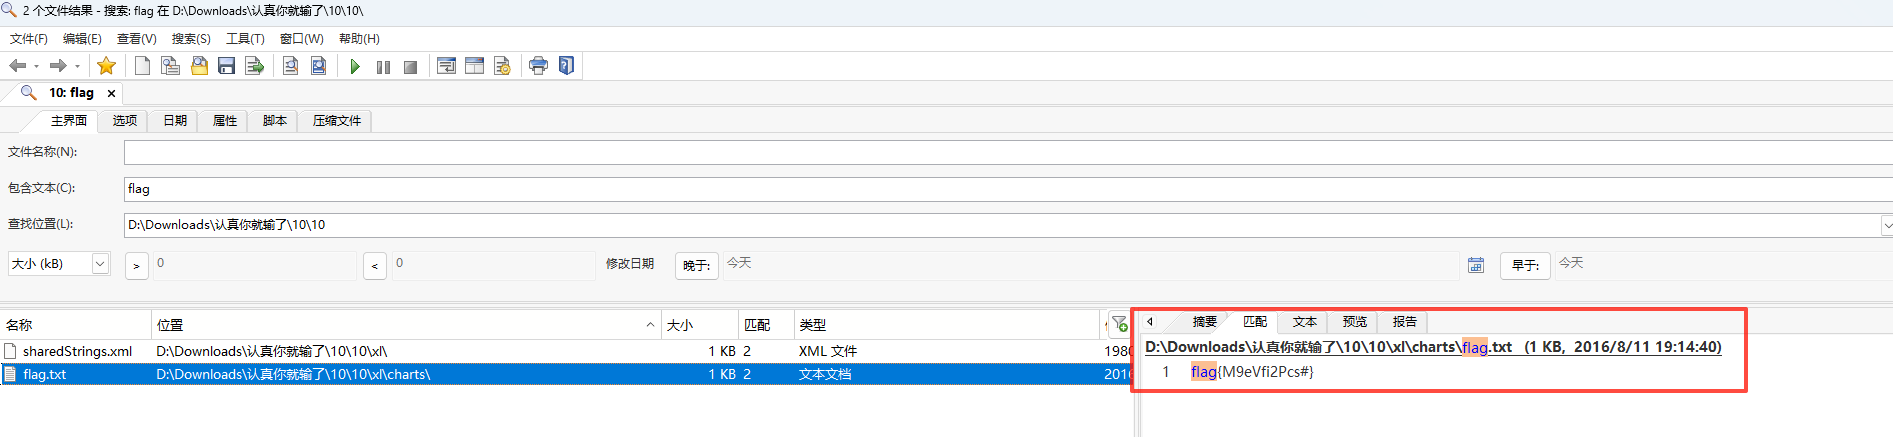 2 个文件结果 - 搜索: flag 在 D:\Downloads\认真你就输了\10\10\
文件(F) 编辑(E) 查看(V) 搜索(S) 工具(T) 窗口(W) 帮助(H)
10: flag ×
主界面 选项 日期 属性 脚本 压缩文件
文件名称(N):
包含文本(C): flag
查找位置(L): D:\Downloads\认真你就输了\10\10
大小 (kB) > 0 < 0 修改日期 晚于: 今天 早于: 今天
名称 位置 大小 匹配 类型
sharedStrings.xml D:\Downloads\认真你就输了\10\10\xl\ 1 KB 2 XML 文件 1980
flag.txt D:\Downloads\认真你就输了\10\10\xl\charts\ 1 KB 2 文本文档 2016
摘要 匹配 文本 预览 报告
D:\Downloads\认真你就输了\10\10\xl\charts\flag.txt (1 KB, 2016/8/11 19:14:40)
1 flag{M9eVfi2Pcs#}